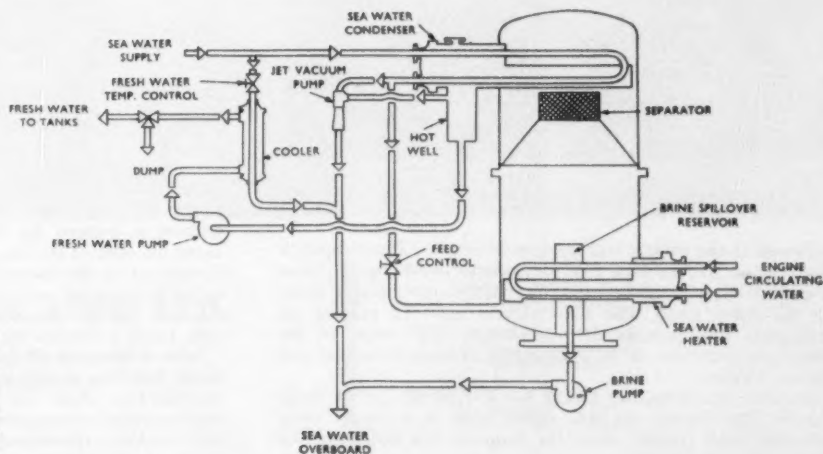 SEA WATER
CONDENSER
SEA WATER
SUPPLY
JET VACUUM
PUMP
FRESH WATER
TEMP. CONTROL
FRESH WATER
TO TANKS
SEPARATOR
HOT
WELL
COOLER
DUMP
BRINE SPILLOVER
RESERVOIR
FRESH WATER PUMP
FEED
CONTROL
ENGINE
CIRCULATING
WATER
SEA WATER
HEATER
BRINE
PUMP
SEA WATER
OVERBOARD